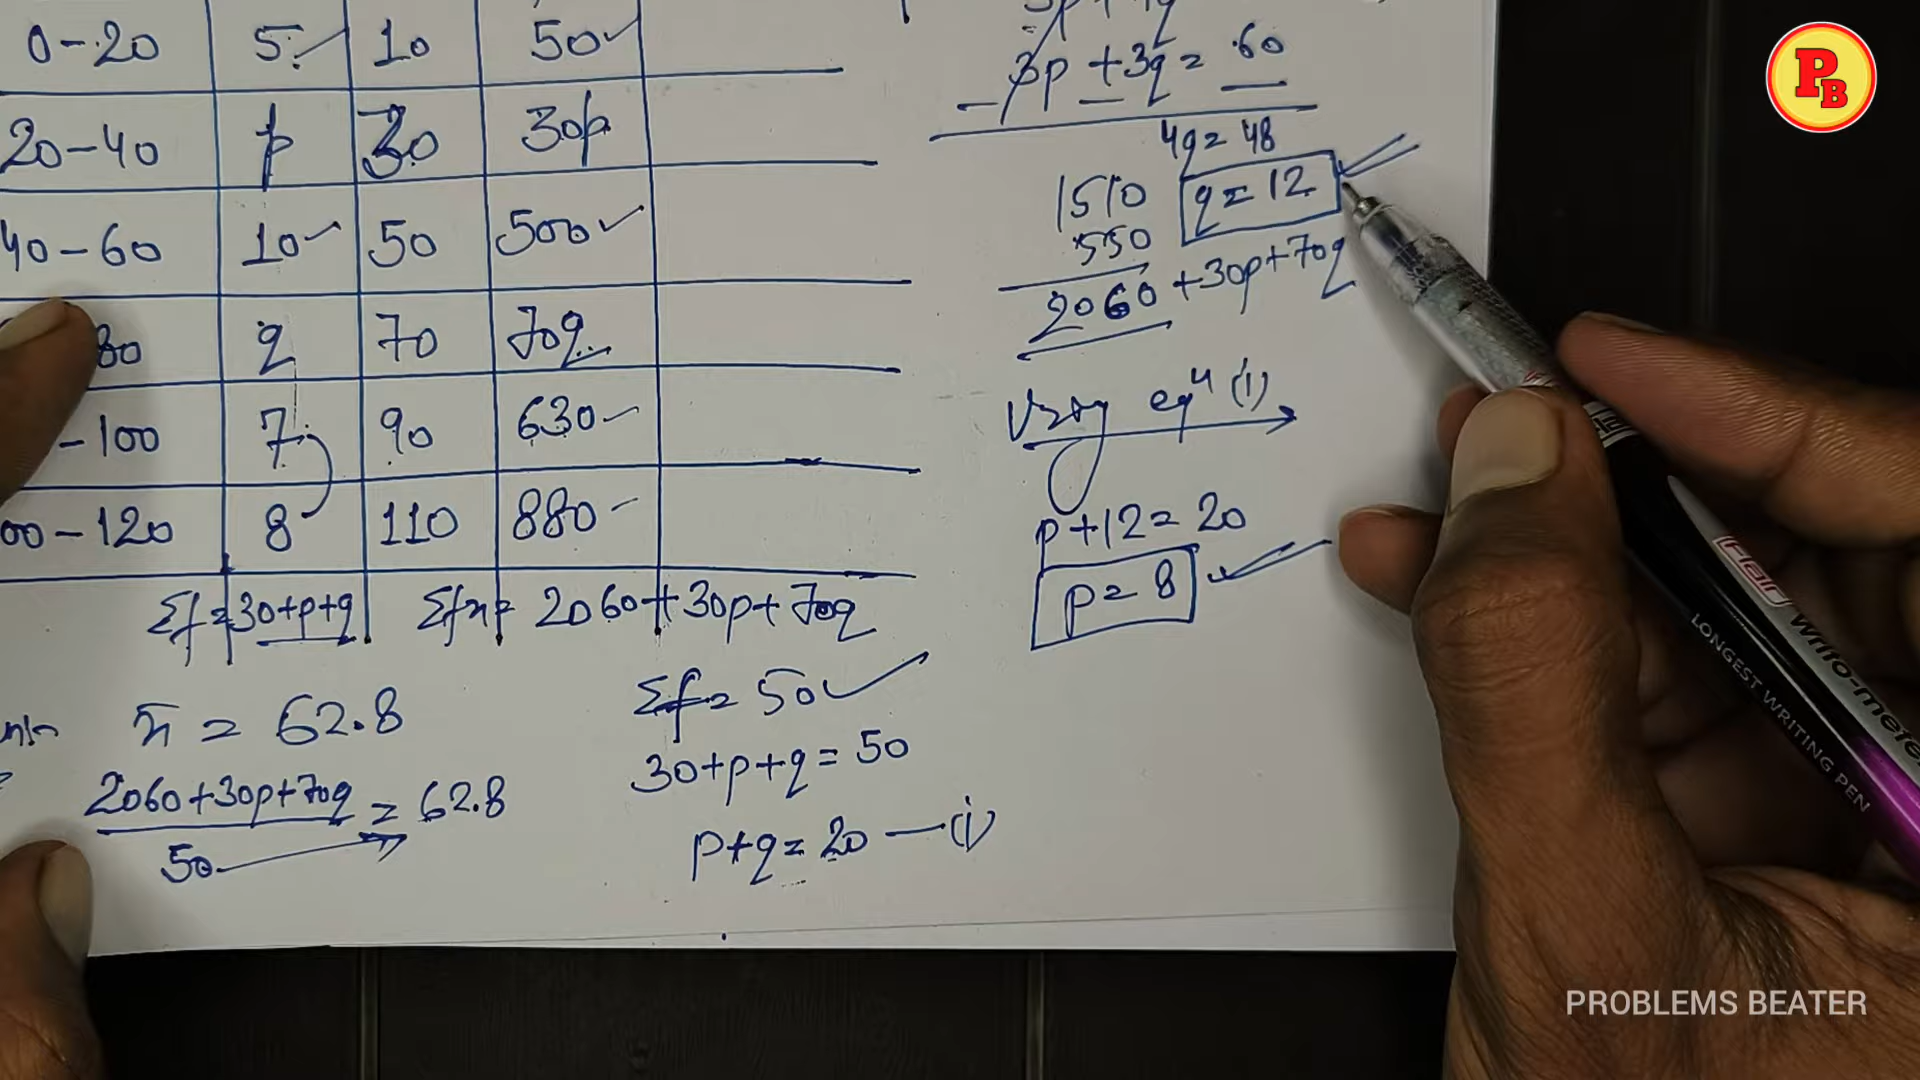 0-20 5 10 50
20-40 p 30 30p
40-60 10 50 500
80 q 70 70q
-100 7 90 630
00-120 8 110 880
Σf = 30+p+q Σfx = 2060+30p+70q
x̄ = 62.8
2060+30p+70q = 62.8
50
Σf = 50
30+p+q = 50
p+q = 20 — (i)
3p + 3q = 60
4q = 48
q = 12
1510
550
2060 +30p+70q
eqn (i)
p+12 = 20
p = 8
PB
Flair
Writo-meter
LONGEST WRITING PEN
PROBLEMS BEATER